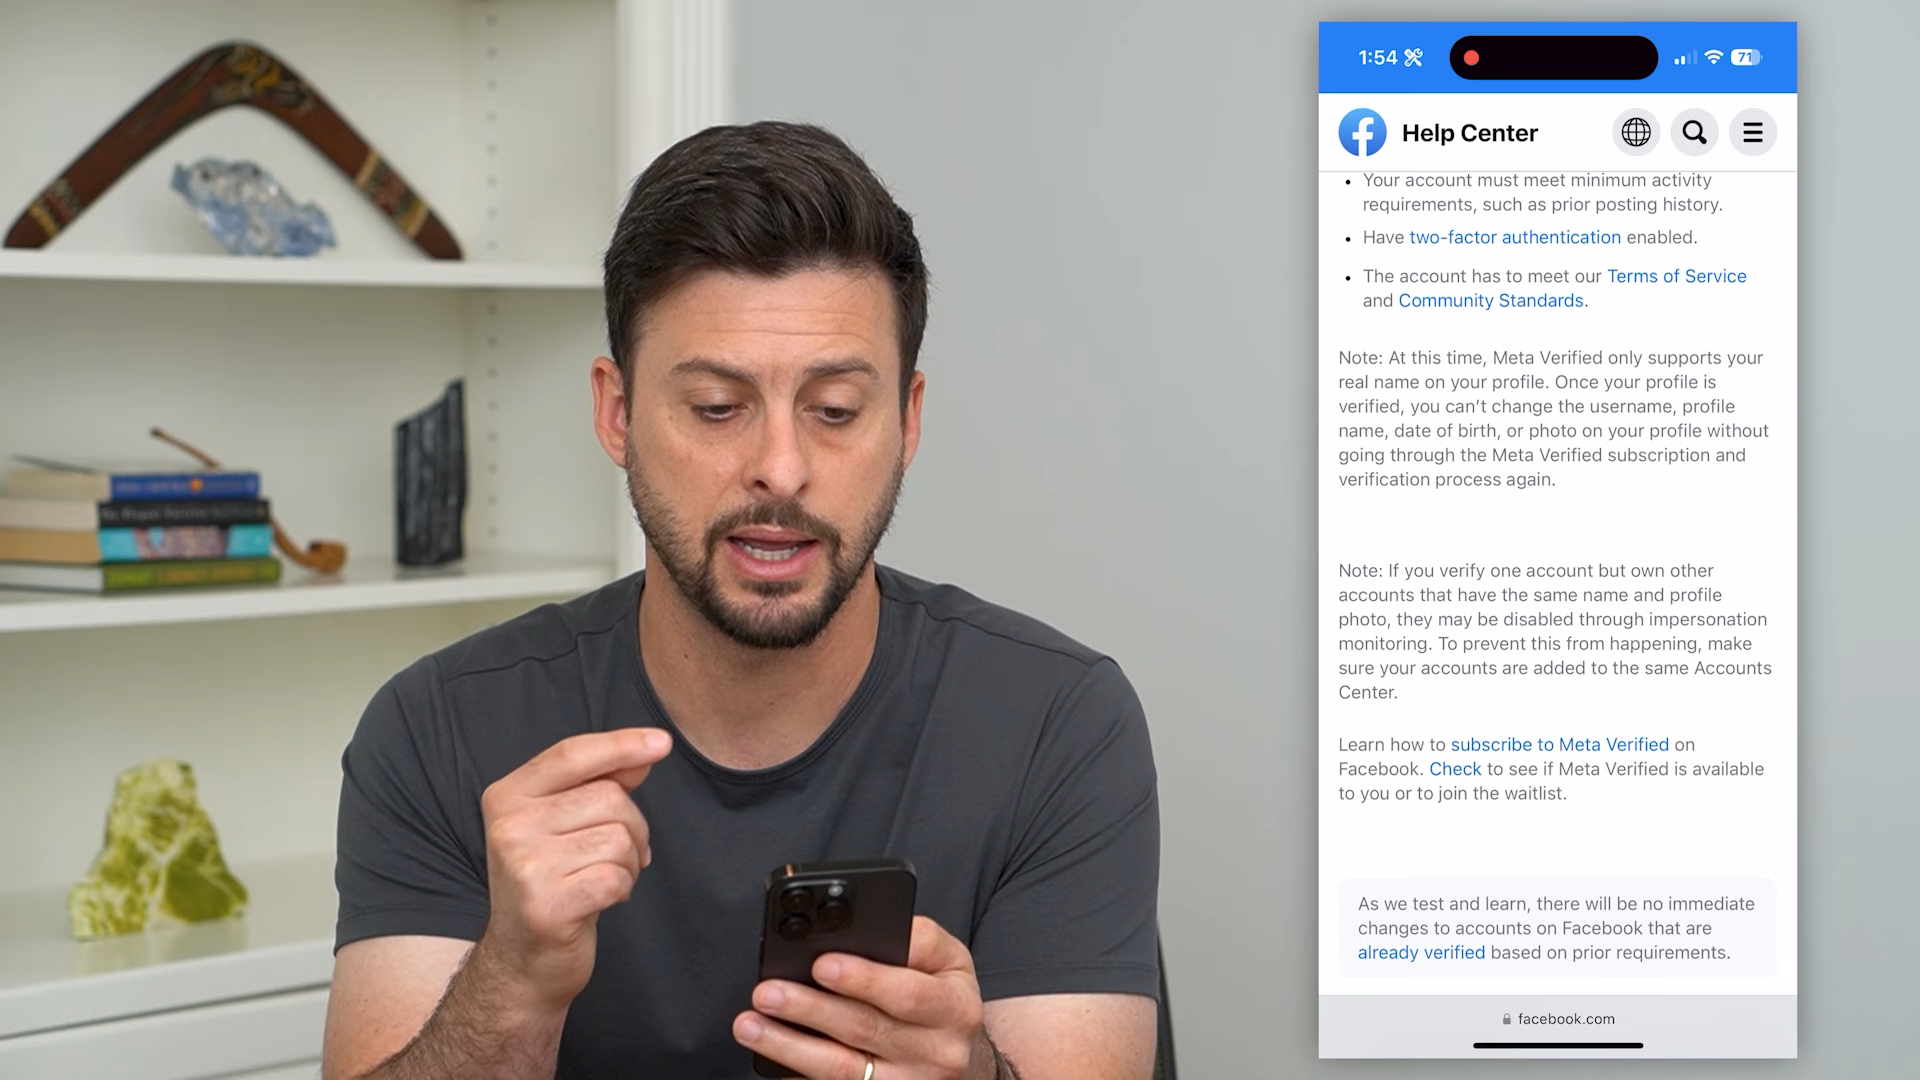 1:54
71
Help Center
• Your account must meet minimum activity
requirements, such as prior posting history.
• Have two-factor authentication enabled.
• The account has to meet our Terms of Service
and Community Standards.
Note: At this time, Meta Verified only supports your
real name on your profile. Once your profile is
verified, you can’t change the username, profile
name, date of birth, or photo on your profile without
going through the Meta Verified subscription and
verification process again.
Note: If you verify one account but own other
accounts that have the same name and profile
photo, they may be disabled through impersonation
monitoring. To prevent this from happening, make
sure your accounts are added to the same Accounts
Center.
Learn how to subscribe to Meta Verified on
Facebook. Check to see if Meta Verified is available
to you or to join the waitlist.
As we test and learn, there will be no immediate
changes to accounts on Facebook that are
already verified based on prior requirements.
facebook.com